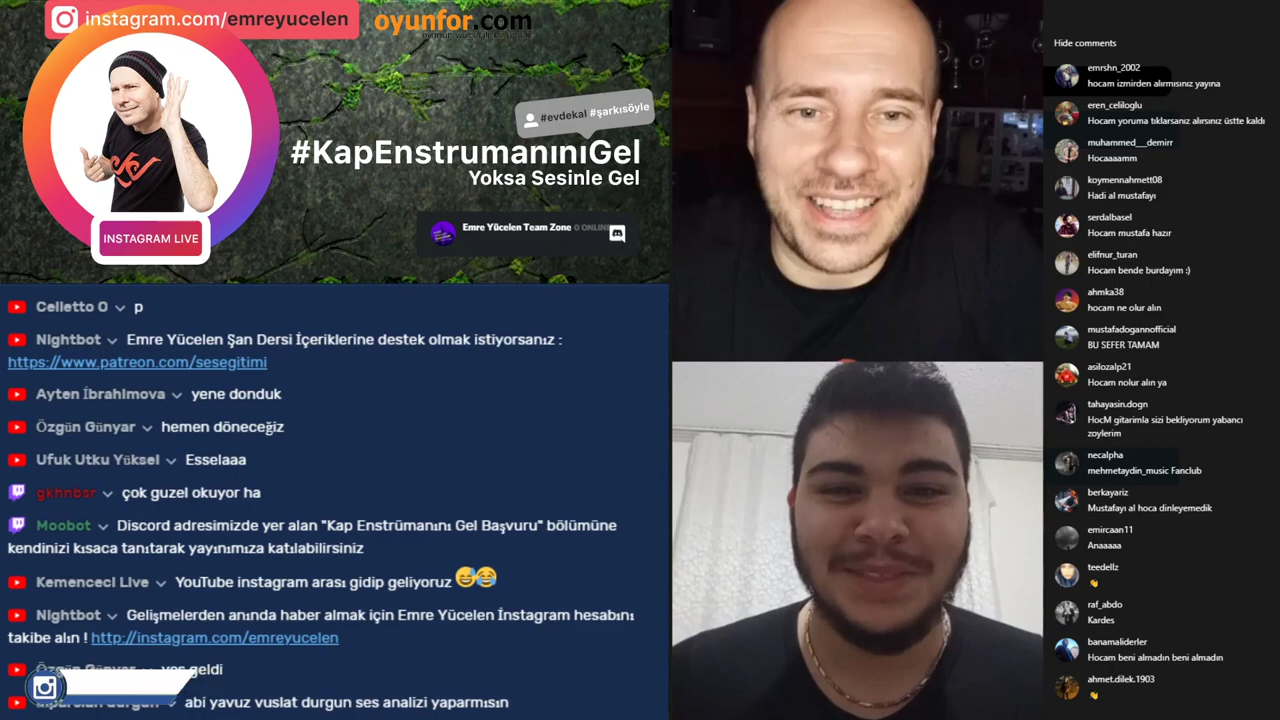 instagram.com/emreyucelen
oyunfor.com
#evdekal #şarkısöyle
#KapEnstrumanınıGel
Yoksa Sesinle Gel
INSTAGRAM LIVE
Emre Yücelen Team Zone 0 ONLINE
Celletto O p
Nightbot Emre Yücelen Şan Dersi İçeriklerine destek olmak istiyorsanız :
https://www.patreon.com/sesegitimi
Ayten İbrahimova yene donduk
Özgün Günyar hemen döneceğiz
Ufuk Utku Yüksel Esselaaa
gkhnbsr çok guzel okuyor ha
Moobot Discord adresimizde yer alan "Kap Enstrümanını Gel Başvuru" bölümüne
kendinizi kısaca tanıtarak yayınımıza katılabilirsiniz
Kemenceci Live YouTube instagram arası gidip geliyoruz 😅😂
Nightbot Gelişmelerden anında haber almak için Emre Yücelen İnstagram hesabını
takibe alın ! http://instagram.com/emreyucelen
Özgün Günyar yes geldi
abi yavuz vuslat durgun ses analizi yaparmısın
Hide comments
emrshn_2002
hocam izmirden alırmısınız yayına
eren_celiloglu
Hocam yoruma tıklarsanız alırsınız üstte kaldı
muhammed___demirr
Hocaaaamm
koymennahmett08
Hadi al mustafayı
serdalbasel
Hocam mustafa hazır
elifnur_turan
Hocam bende burdayım :)
ahmka38
hocam ne olur alın
mustafadogannofficial
BU SEFER TAMAM
asilozalp21
Hocam nolur alın ya
tahayasin.dogn
HocM gitarimla sizi bekliyorum yabancı
zoylerim
necalpha
mehmetaydin_music Fanclub
berkayariz
Mustafayı al hoca dinleyemedik
emircaan11
Anaaaaa
teedellz
👏
raf_abdo
Kardes
banamaliderler
Hocam beni almadın beni almadın
ahmet.dilek.1903
👏